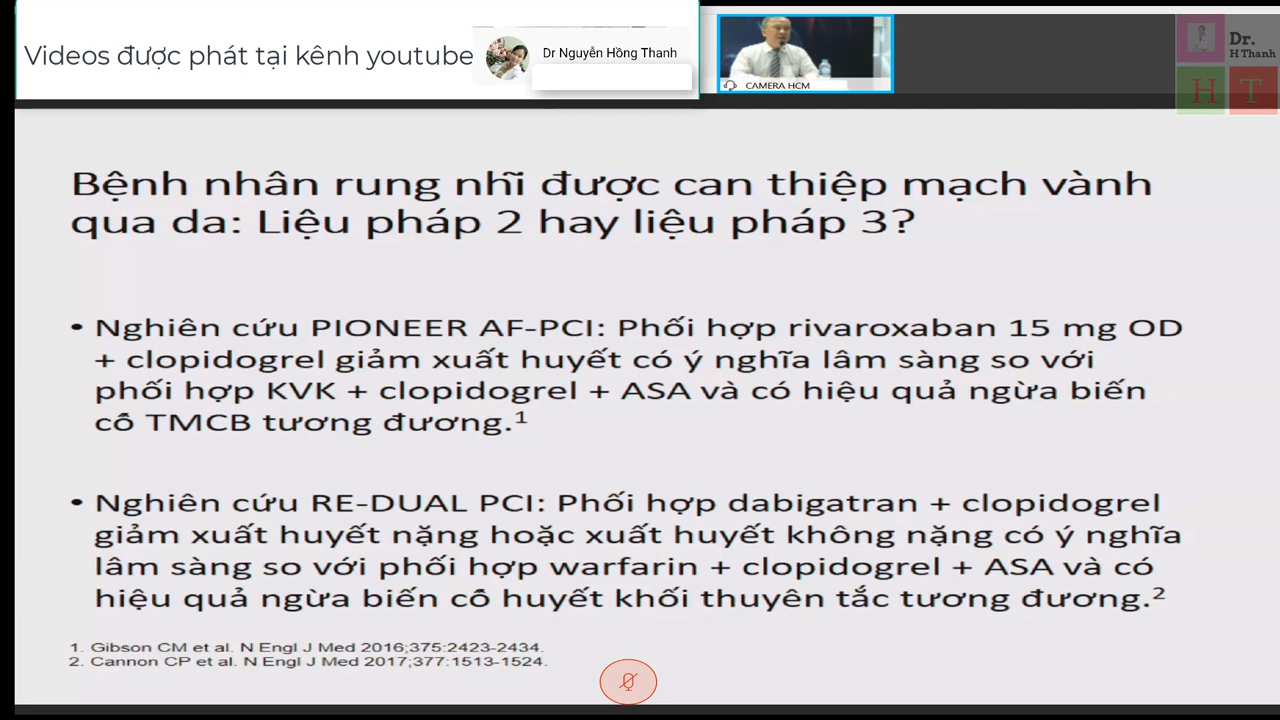 Videos được phát tại kênh youtube
Dr Nguyễn Hồng Thanh
CAMERA HCM
Dr.
H Thanh
H T
Bệnh nhân rung nhĩ được can thiệp mạch vành
qua da: Liệu pháp 2 hay liệu pháp 3?
• Nghiên cứu PIONEER AF-PCI: Phối hợp rivaroxaban 15 mg OD
+ clopidogrel giảm xuất huyết có ý nghĩa lâm sàng so với
phối hợp KVK + clopidogrel + ASA và có hiệu quả ngừa biến
cố TMCB tương đương.1
• Nghiên cứu RE-DUAL PCI: Phối hợp dabigatran + clopidogrel
giảm xuất huyết nặng hoặc xuất huyết không nặng có ý nghĩa
lâm sàng so với phối hợp warfarin + clopidogrel + ASA và có
hiệu quả ngừa biến cố huyết khối thuyên tắc tương đương.2
1. Gibson CM et al. N Engl J Med 2016;375:2423-2434.
2. Cannon CP et al. N Engl J Med 2017;377:1513-1524.